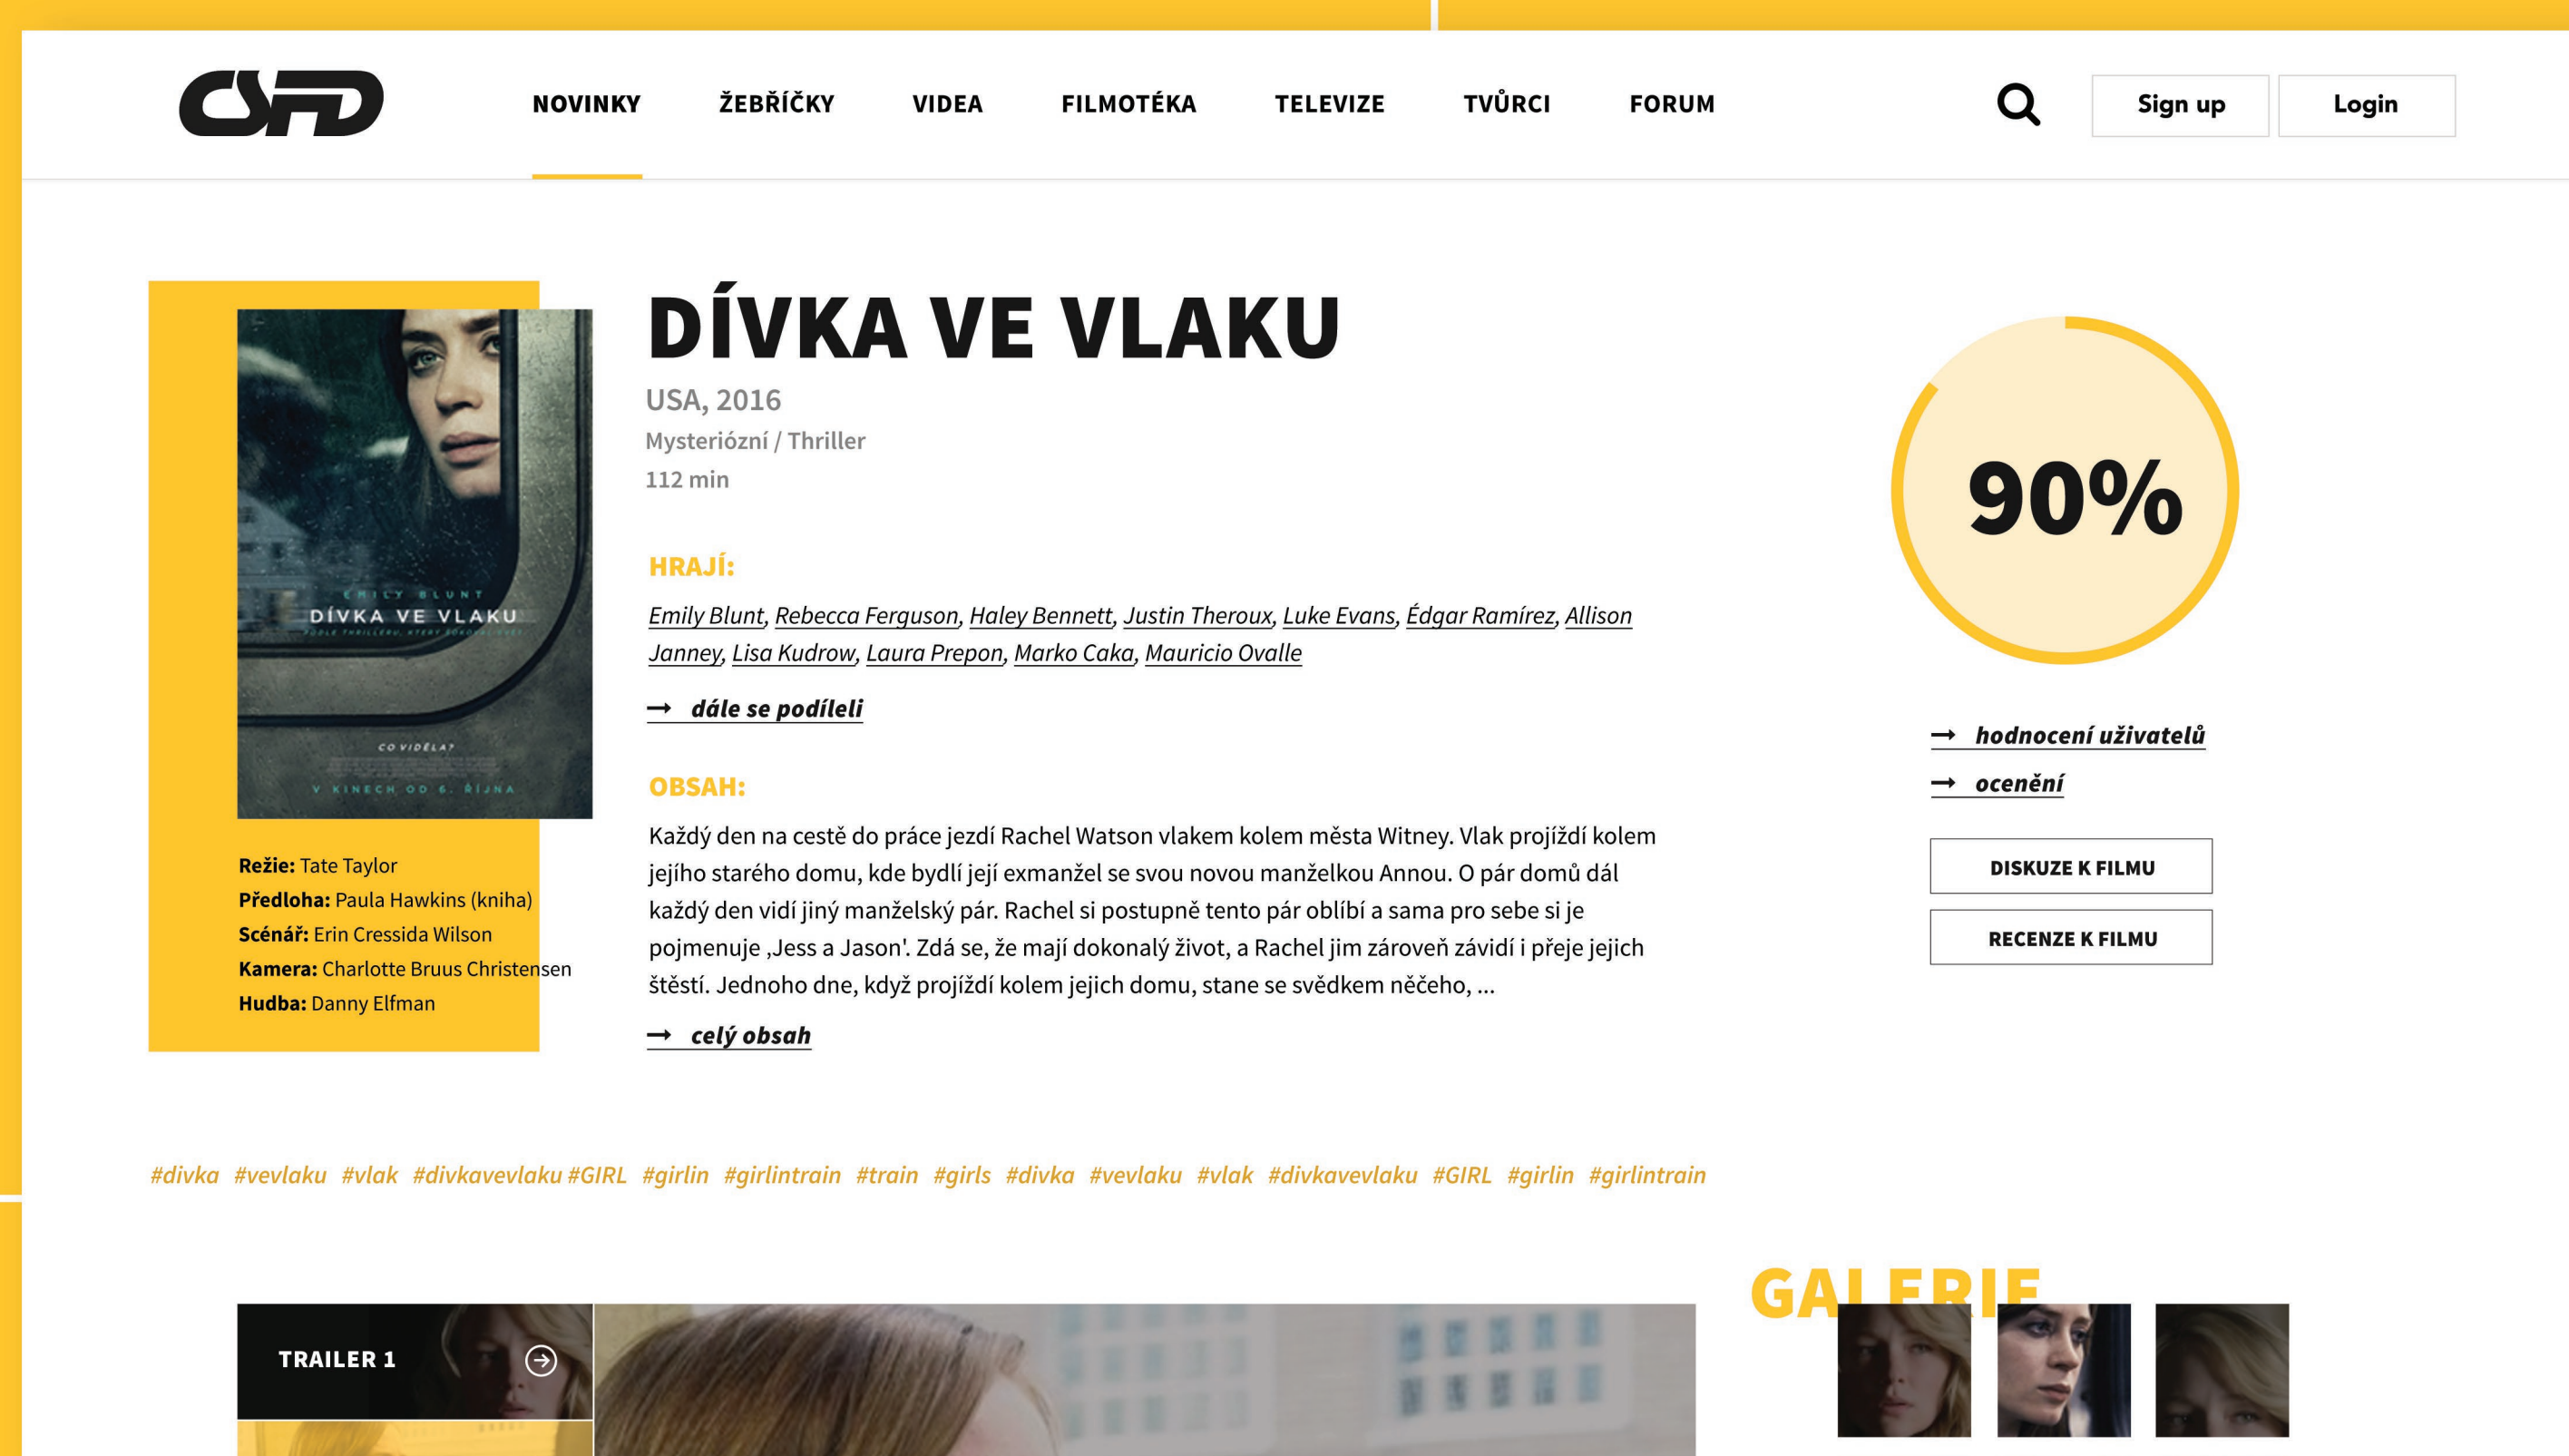 CSFD
NOVINKY
ŽEBŘÍČKY
VIDEA
FILMOTÉKA
TELEVIZE
TVŮRCI
FORUM
Sign up
Login
EMILY BLUNT
DÍVKA VE VLAKU
CO VIDĚLA?
V KINECH OD 6. ŘÍJNA
Režie: Tate Taylor
Předloha: Paula Hawkins (kniha)
Scénář: Erin Cressida Wilson
Kamera: Charlotte Bruus Christensen
Hudba: Danny Elfman
DÍVKA VE VLAKU
USA, 2016
Mysteriózní / Thriller
112 min
HRAJÍ:
Emily Blunt, Rebecca Ferguson, Haley Bennett, Justin Theroux, Luke Evans, Édgar Ramírez, Allison
Janney, Lisa Kudrow, Laura Prepon, Marko Caka, Mauricio Ovalle
→ dále se podíleli
OBSAH:
Každý den na cestě do práce jezdí Rachel Watson vlakem kolem města Witney. Vlak projíždí kolem
jejího starého domu, kde bydlí její exmanžel se svou novou manželkou Annou. O pár domů dál
každý den vidí jiný manželský pár. Rachel si postupně tento pár oblíbí a sama pro sebe si je
pojmenuje ,Jess a Jason'. Zdá se, že mají dokonalý život, a Rachel jim zároveň závidí i přeje jejich
štěstí. Jednoho dne, když projíždí kolem jejich domu, stane se svědkem něčeho, ...
→ celý obsah
90%
→ hodnocení uživatelů
→ ocenění
DISKUZE K FILMU
RECENZE K FILMU
#divka #vevlaku #vlak #divkavevlaku #GIRL #girlin #girlintrain #train #girls #divka #vevlaku #vlak #divkavevlaku #GIRL #girlin #girlintrain
TRAILER 1
GALERIE